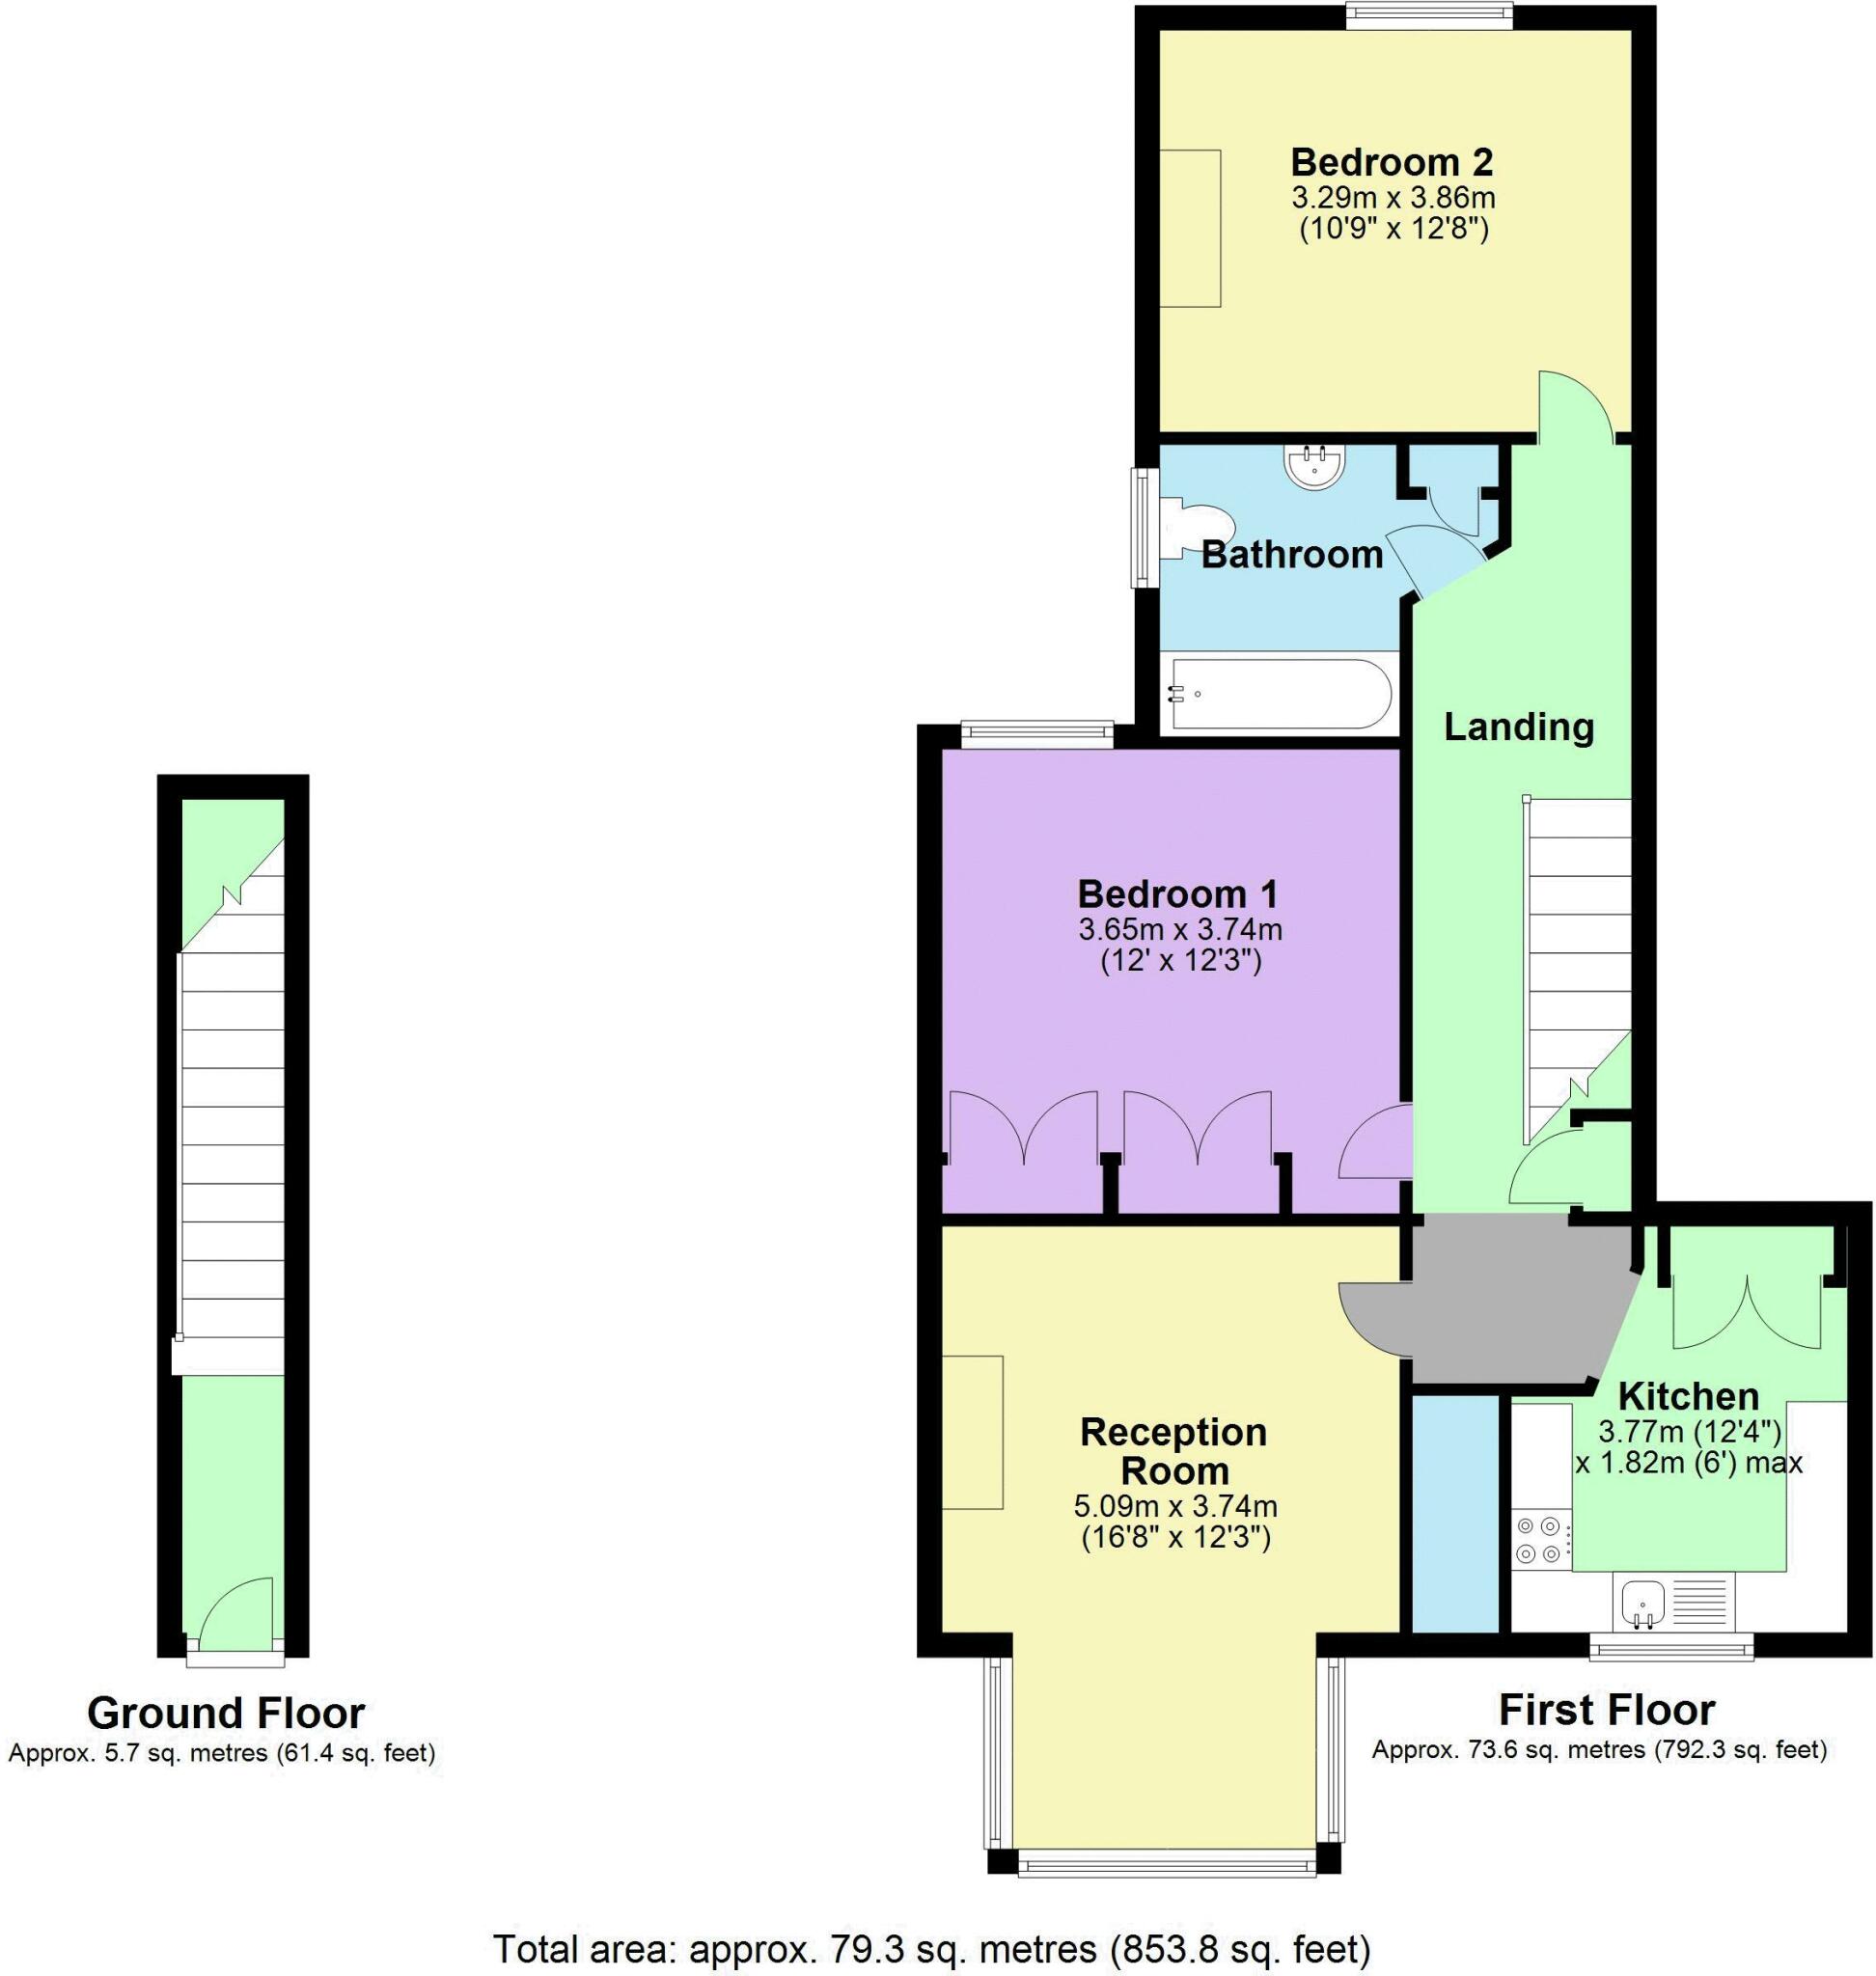 Bedroom 2
3.29m x 3.86m
(10'9" x 12'8")
Bathroom
Landing
Bedroom 1
3.65m x 3.74m
(12' x 12'3")
Kitchen
3.77m (12'4")
x 1.82m (6') max
Reception
Room
5.09m x 3.74m
(16'8" x 12'3")
Ground Floor
Approx. 5.7 sq. metres (61.4 sq. feet)
First Floor
Approx. 73.6 sq. metres (792.3 sq. feet)
Total area: approx. 79.3 sq. metres (853.8 sq. feet)